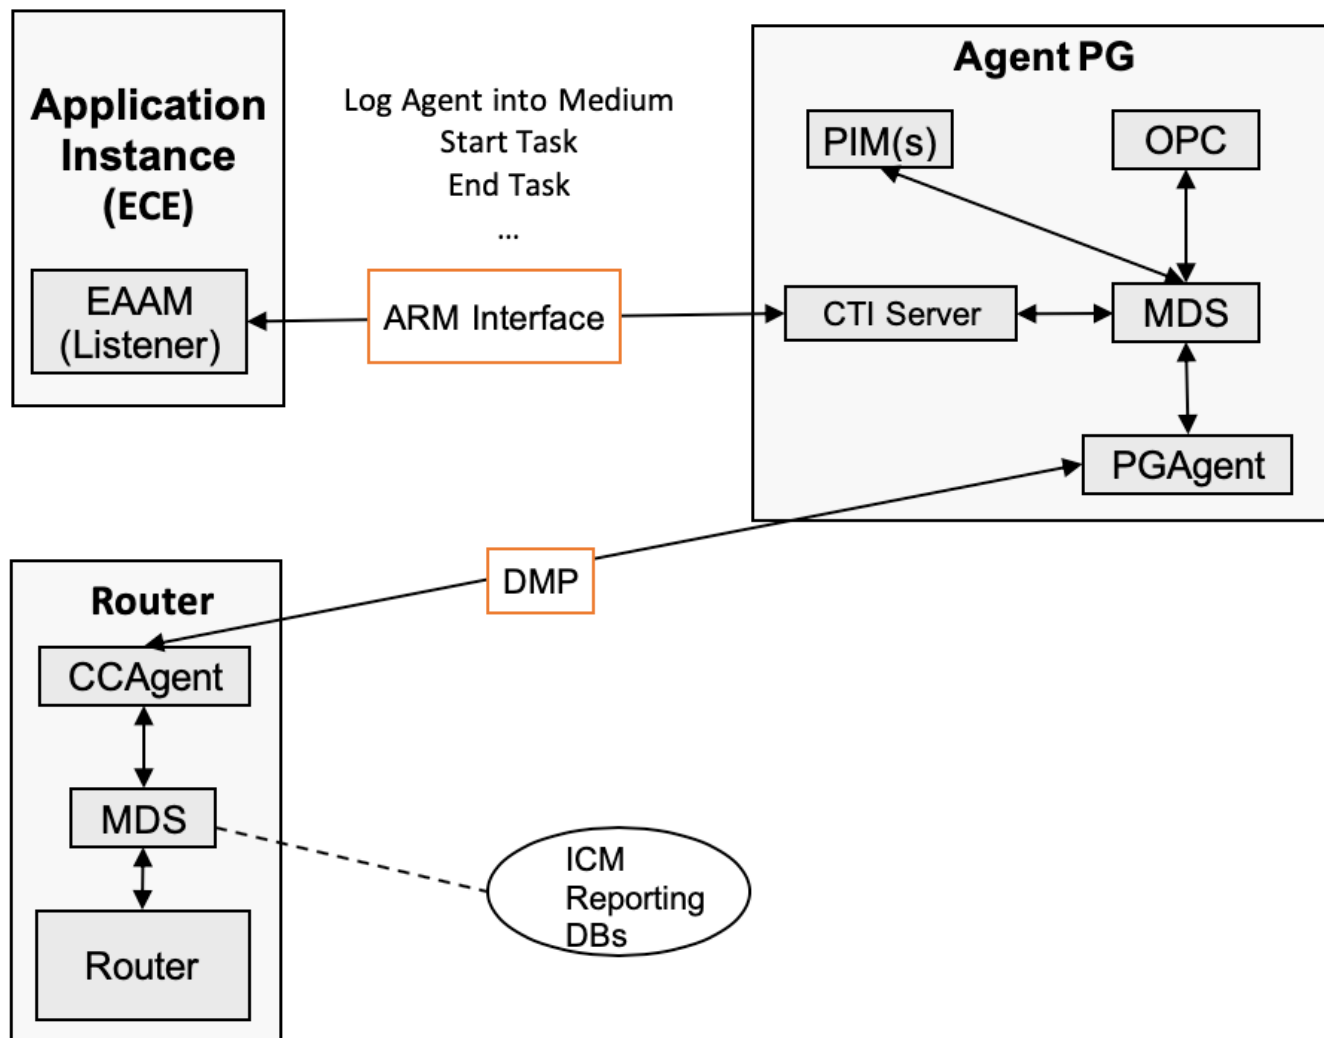 Application
Instance
(ECE)
EAAM
(Listener)
Log Agent into Medium
Start Task
End Task
...
ARM Interface
Agent PG
PIM(s)
OPC
CTI Server
MDS
PGAgent
DMP
Router
CCAgent
MDS
Router
ICM
Reporting
DBs